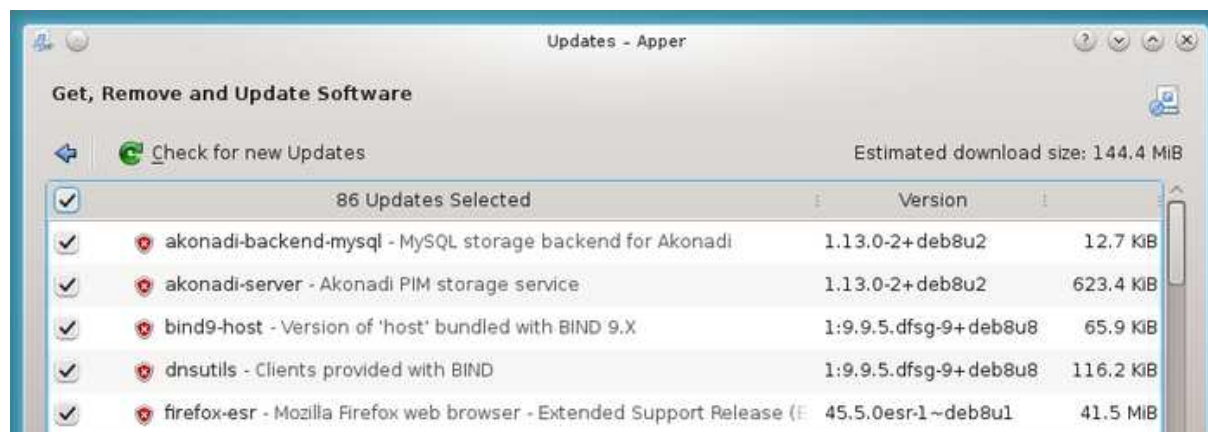 Updates - Apper
Get, Remove and Update Software
Check for new Updates
Estimated download size: 144.4 MiB
86 Updates Selected Version
akonadi-backend-mysql - MySQL storage backend for Akonadi 1.13.0-2+deb8u2 12.7 KiB
akonadi-server - Akonadi PIM storage service 1.13.0-2+deb8u2 623.4 KiB
bind9-host - Version of 'host' bundled with BIND 9.X 1:9.9.5.dfsg-9+deb8u8 65.9 KiB
dnsutils - Clients provided with BIND 1:9.9.5.dfsg-9+deb8u8 116.2 KiB
firefox-esr - Mozilla Firefox web browser - Extended Support Release (E 45.5.0esr-1~deb8u1 41.5 MiB